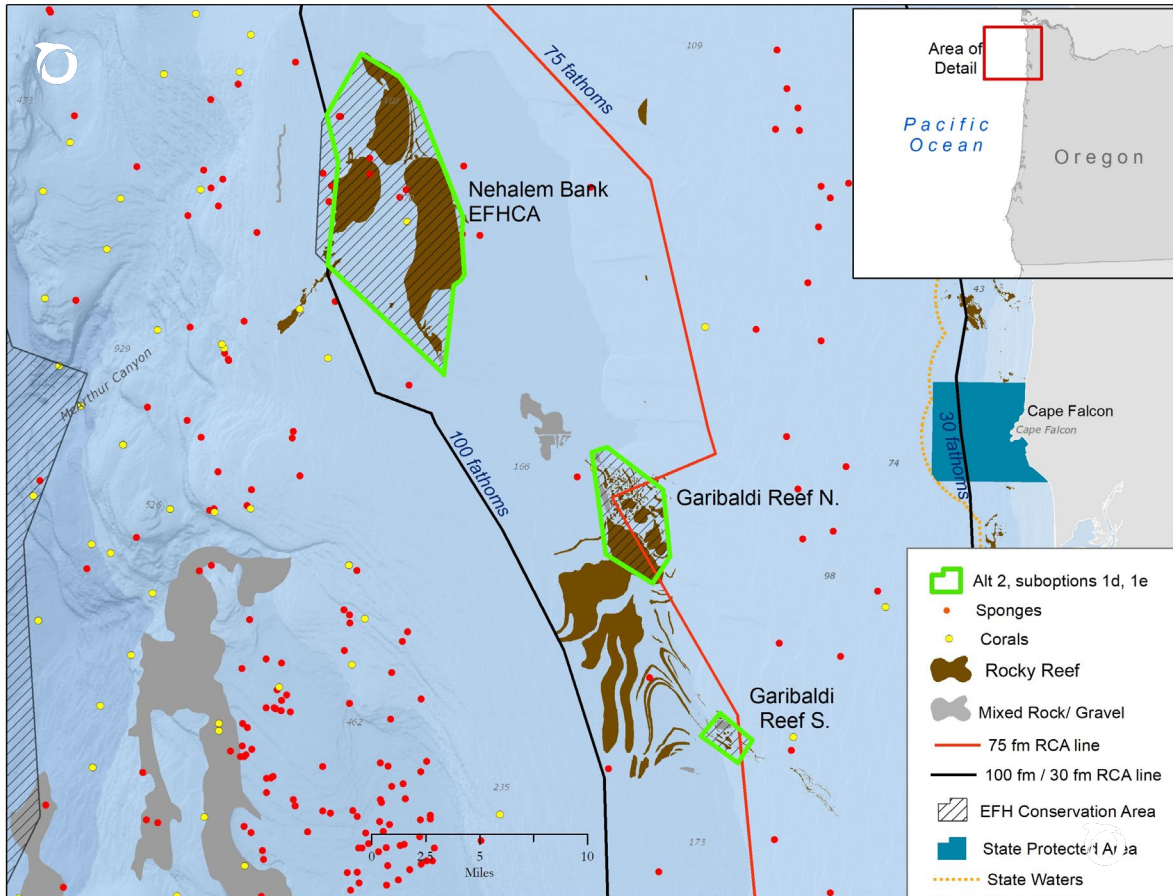 109
473
75 fathoms
Area of
Detail
Pacific
Ocean
Oregon
Nehalem Bank
EFHCA
43
929
McArthur Canyon
Cape Falcon
Cape Falcon
30 fathoms
100 fathoms
166
74
Garibaldi Reef N.
526
98
Garibaldi
Reef S.
462
235
173
0
2.5
5
10
Miles
Alt 2, suboptions 1d, 1e
Sponges
Corals
Rocky Reef
Mixed Rock/ Gravel
75 fm RCA line
100 fm / 30 fm RCA line
EFH Conservation Area
State Protected Area
State Waters